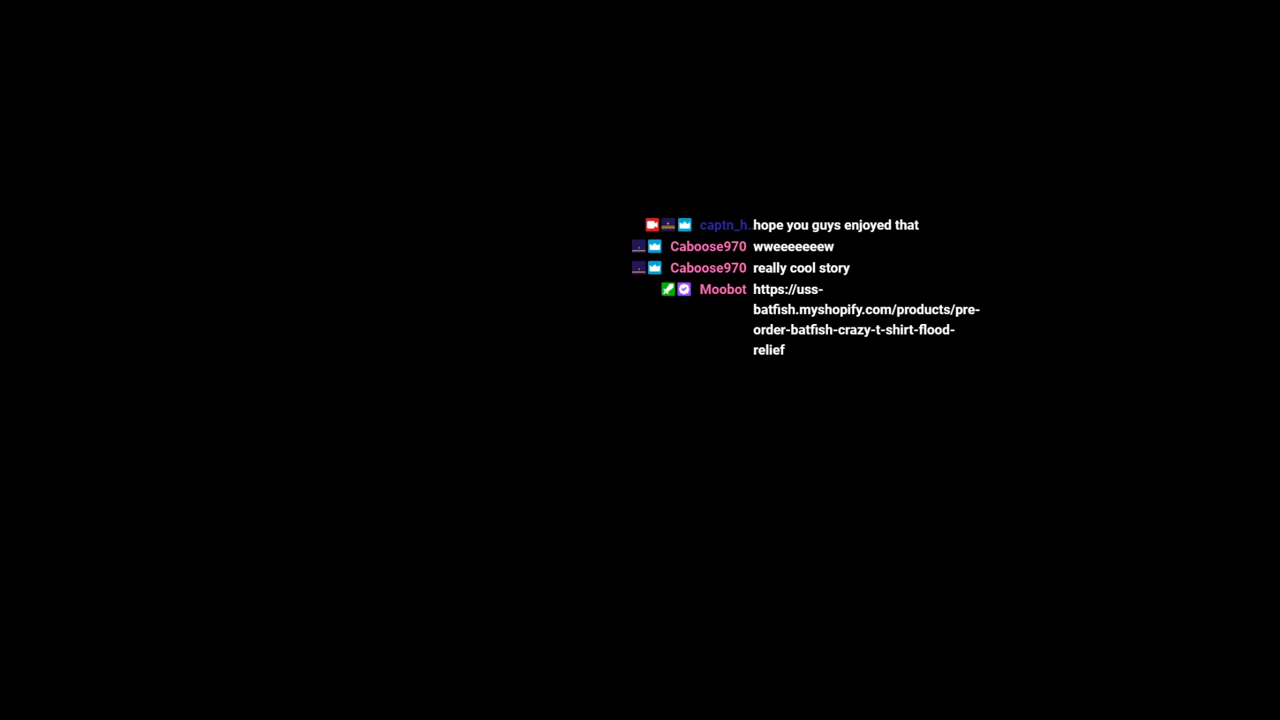 captn_h... hope you guys enjoyed that
Caboose970 wweeeeeeew
Caboose970 really cool story
Moobot https://uss-
batfish.myshopify.com/products/pre-
order-batfish-crazy-t-shirt-flood-
relief